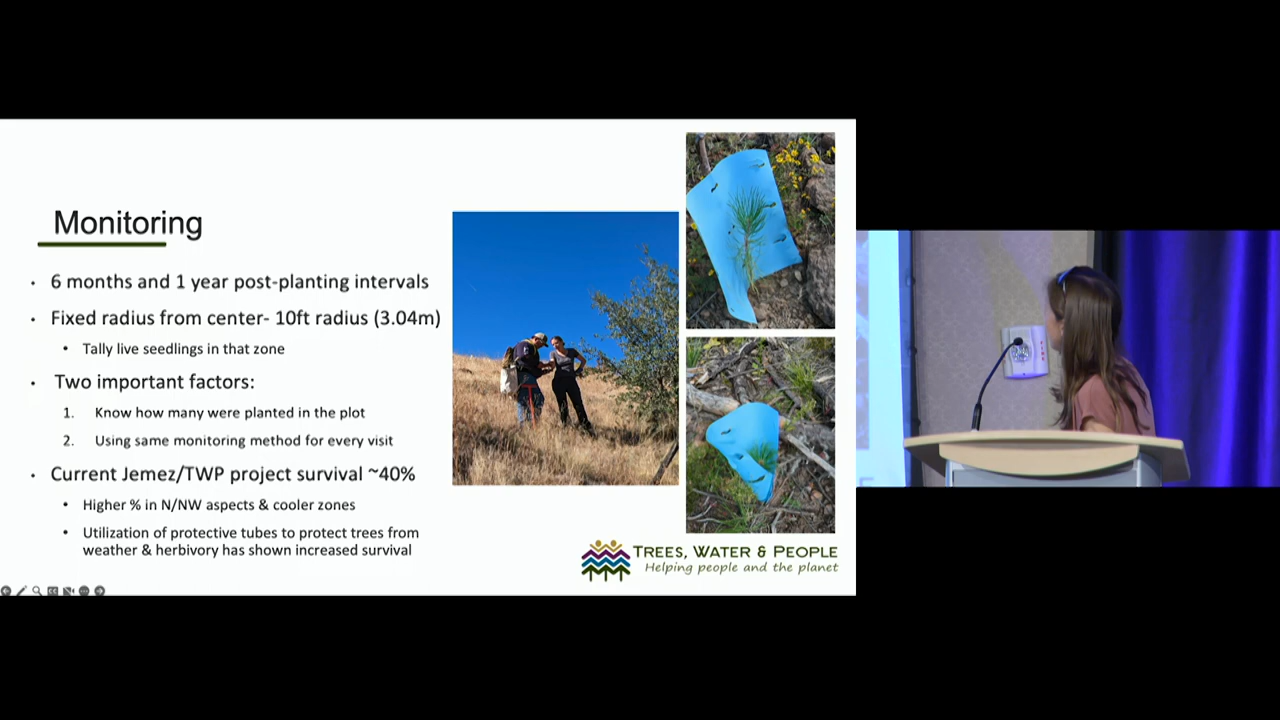 Monitoring
• 6 months and 1 year post-planting intervals
• Fixed radius from center- 10ft radius (3.04m)
• Tally live seedlings in that zone
• Two important factors:
1. Know how many were planted in the plot
2. Using same monitoring method for every visit
• Current Jemez/TWP project survival ~40%
• Higher % in N/NW aspects & cooler zones
• Utilization of protective tubes to protect trees from
weather & herbivory has shown increased survival
TREES, WATER & PEOPLE
Helping people and the planet